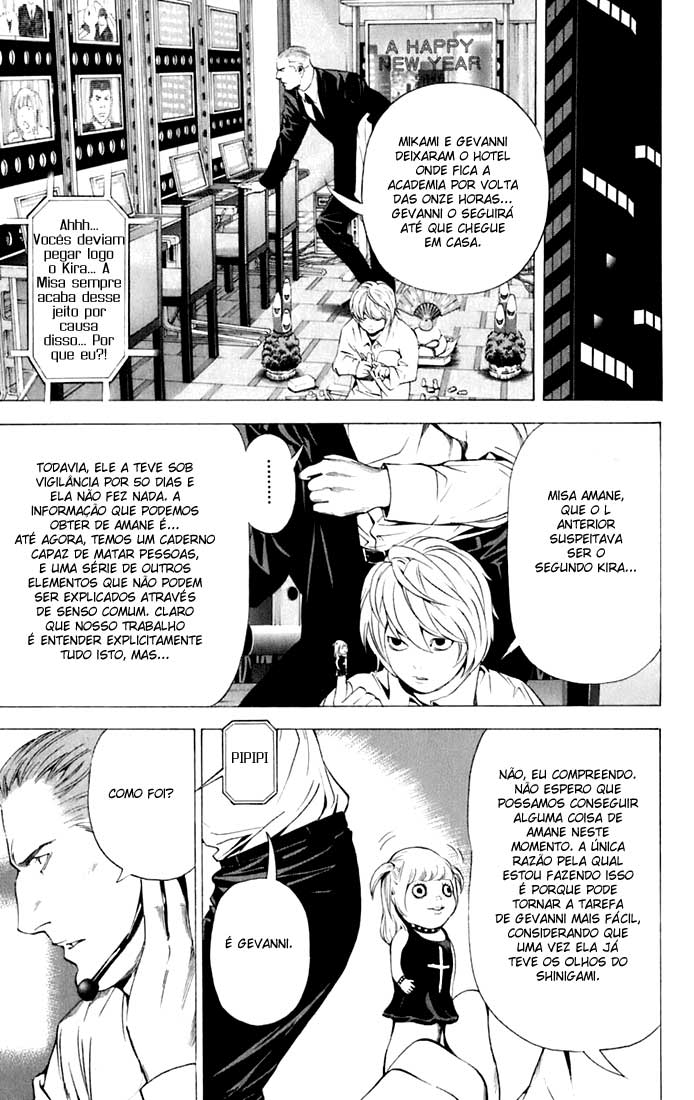 A HAPPY
NEW YEAR
MIKAMI E GEVANNI
DEIXARAM O HOTEL
ONDE FICA A
ACADEMIA POR VOLTA
DAS ONZE HORAS...
GEVANNI O SEGUIRÁ
ATÉ QUE CHEGUE
EM CASA.
Ahhh...
Vocês deviam
pegar logo
o Kira... A
Misa sempre
acaba desse
jeito por
causa
disso... Por
que eu?!
MISA AMANE,
QUE O L
ANTERIOR
SUSPEITAVA
SER O
SEGUNDO KIRA...
........
TODAVIA, ELE A TEVE SOB
VIGILÂNCIA POR 50 DIAS E
ELA NÃO FEZ NADA. A
INFORMAÇÃO QUE PODEMOS
OBTER DE AMANE É...
ATÉ AGORA, TEMOS UM CADERNO
CAPAZ DE MATAR PESSOAS,
E UMA SÉRIE DE OUTROS
ELEMENTOS QUE NÃO PODEM
SER EXPLICADOS ATRAVÉS
DE SENSO COMUM. CLARO
QUE NOSSO TRABALHO
É ENTENDER EXPLICITAMENTE
TUDO ISTO, MAS...
NÃO, EU COMPREENDO.
NÃO ESPERO QUE
POSSAMOS CONSEGUIR
ALGUMA COISA DE
AMANE NESTE
MOMENTO. A ÚNICA
RAZÃO PELA QUAL
ESTOU FAZENDO ISSO
É PORQUE PODE
TORNAR A TAREFA
DE GEVANNI MAIS FÁCIL,
CONSIDERANDO QUE
UMA VEZ ELA JÁ
TEVE OS OLHOS DO
SHINIGAMI.
PIPIPI
É GEVANNI.
COMO FOI?